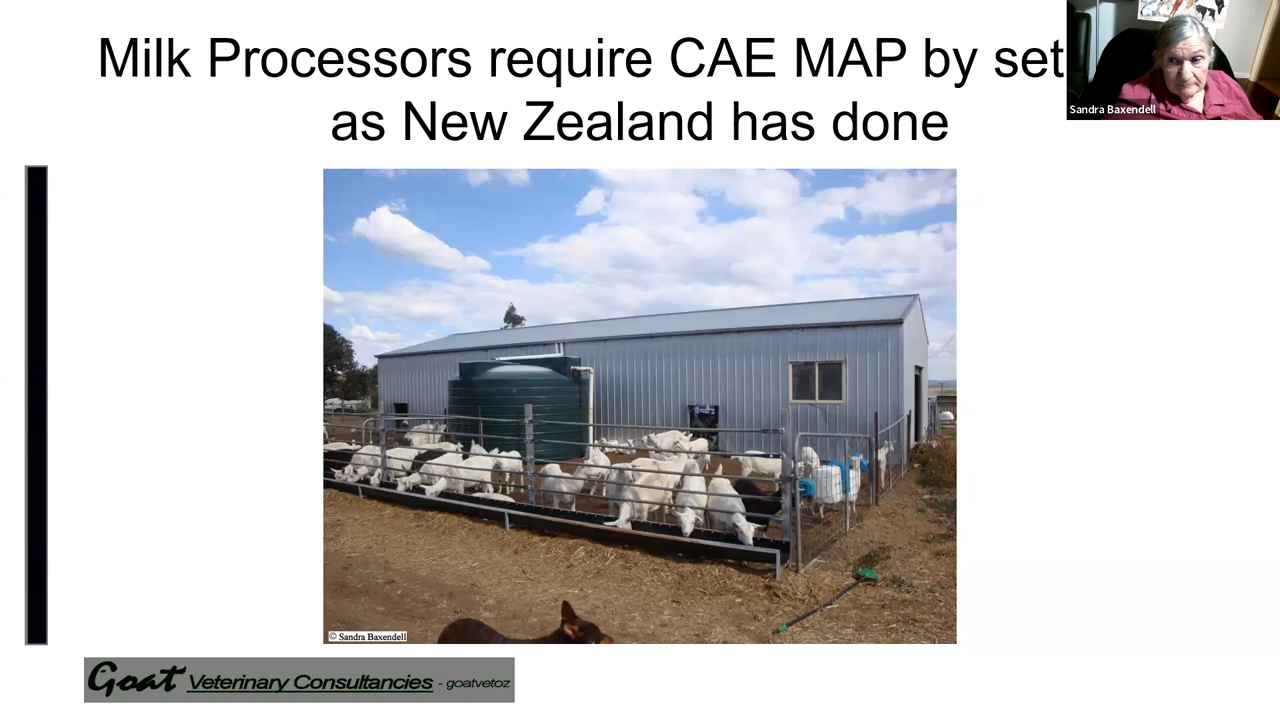 Milk Processors require CAE MAP by set
as New Zealand has done
Sandra Baxendell
© Sandra Baxendell
Goat Veterinary Consultancies - goatvetoz